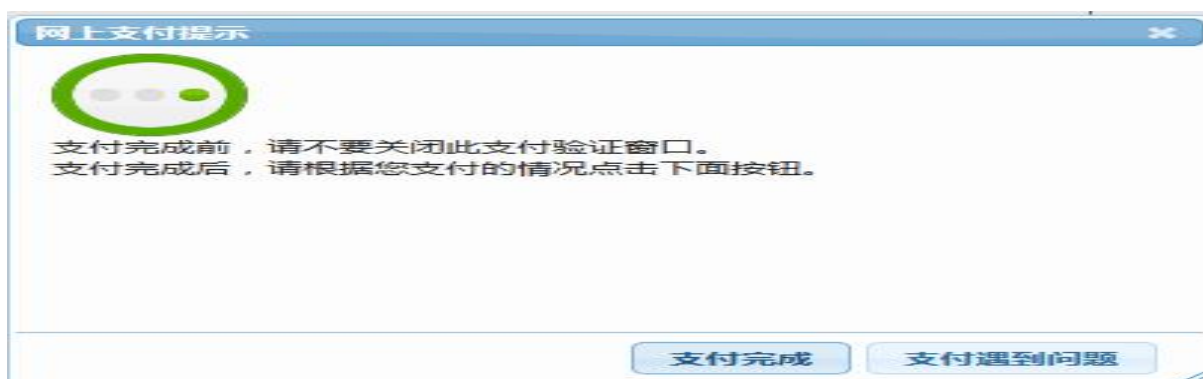 网上支付提示
支付完成前，请不要关闭此支付验证窗口。
支付完成后，请根据您支付的情况点击下面按钮。
支付完成 支付遇到问题